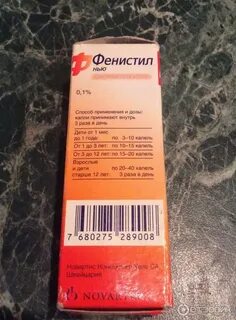 Фенистил
НЬЮ
0,1%
Способ применения и дозы:
капли принимают внутрь
3 раза в день
Дети от 1 мес
до 1 года: по 3–10 капель
От 1 до 3 лет: по 10–15 капель
От 3 до 12 лет: по 15–20 капель
Взрослые
и дети по 20–40 капель
старше 12 лет 3 раза в день
7 680275 289008
Новартис Консьюмер Хелс СА
Швейцария
NOVARTIS